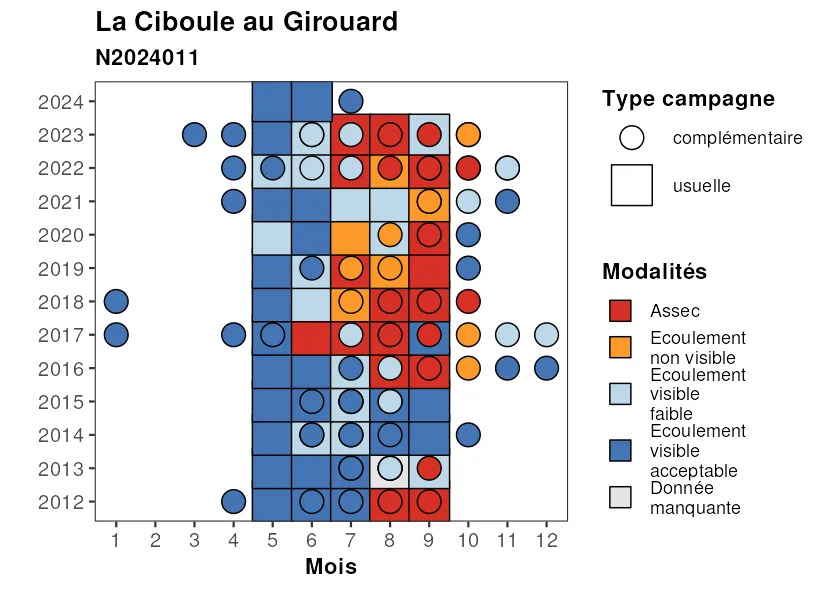 La Ciboule au Girouard
N2024011
2024
2023
2022
2021
2020
2019
2018
2017
2016
2015
2014
2013
2012
1 2 3 4 5 6 7 8 9 10 11 12
Mois
Type campagne
complémentaire
usuelle
Modalités
Assec
Ecoulement
non visible
Ecoulement
visible
faible
Ecoulement
visible
acceptable
Donnée
manquante